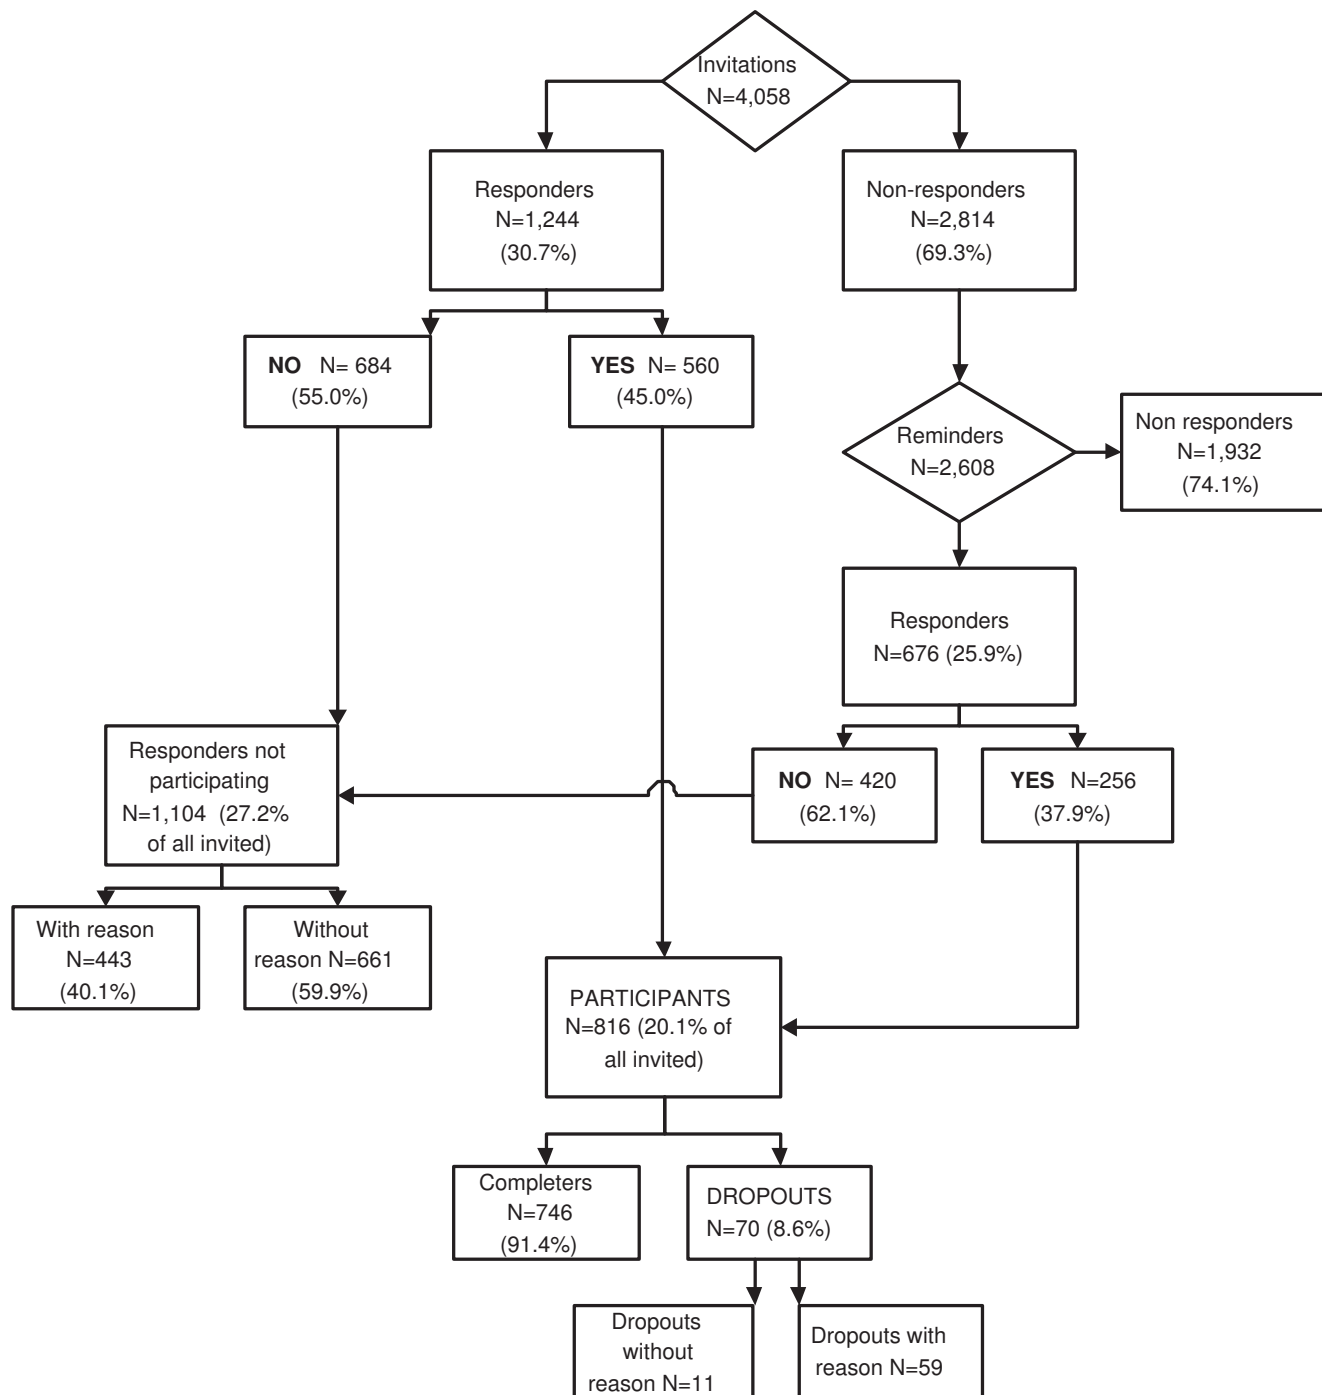 Invitations
N=4,058
Responders
N=1,244
(30.7%)
Non-responders
N=2,814
(69.3%)
NO N= 684
(55.0%)
YES N= 560
(45.0%)
Reminders
N=2,608
Non responders
N=1,932
(74.1%)
Responders
N=676 (25.9%)
Responders not
participating
N=1,104 (27.2%
of all invited)
NO N= 420
(62.1%)
YES N=256
(37.9%)
With reason
N=443
(40.1%)
Without
reason N=661
(59.9%)
PARTICIPANTS
N=816 (20.1% of
all invited)
Completers
N=746
(91.4%)
DROPOUTS
N=70 (8.6%)
Dropouts
without
reason N=11
Dropouts with
reason N=59